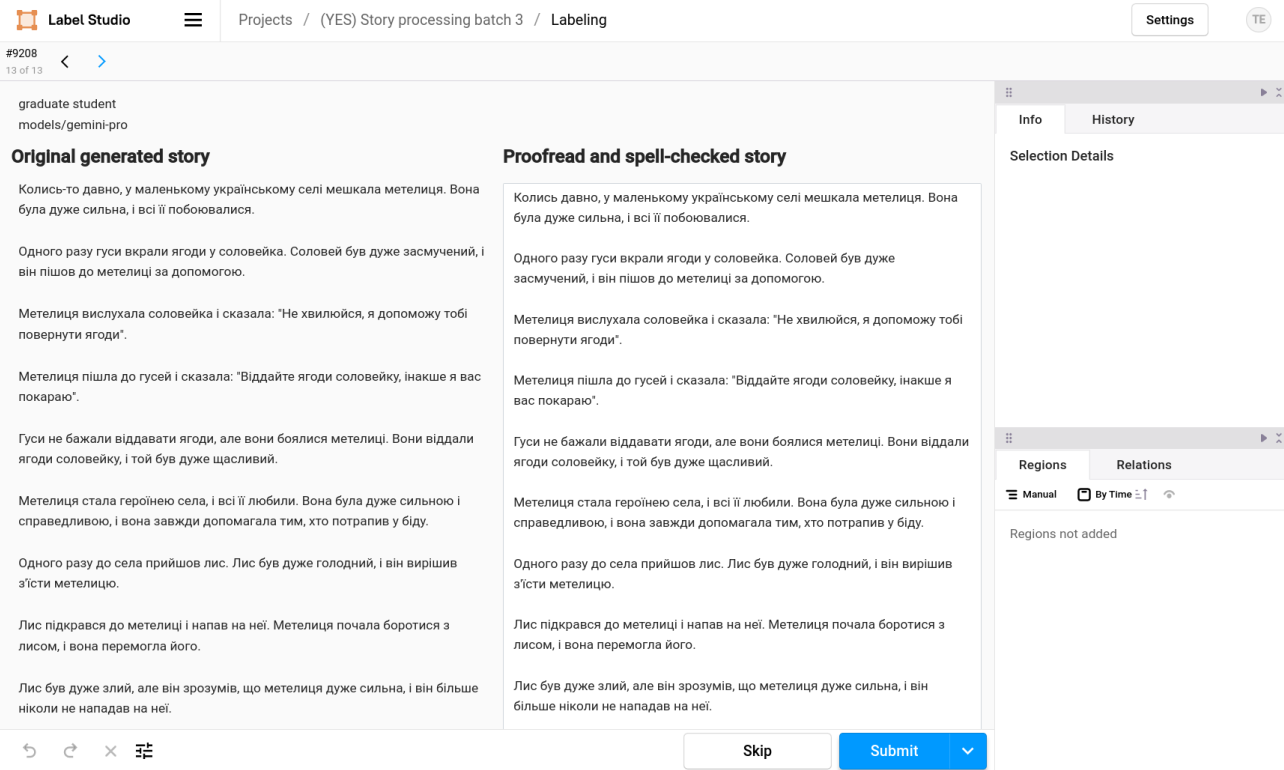 Label Studio
Projects / (YES) Story processing batch 3 / Labeling
Settings
TE
#9208
13 of 13
graduate student
models/gemini-pro
Original generated story
Колись-то давно, у маленькому українському селі мешкала метелиця. Вона
була дуже сильна, і всі її побоювалися.
Одного разу гуси вкрали ягоди у соловейка. Соловей був дуже засмучений, і
він пішов до метелиці за допомогою.
Метелиця вислухала соловейка і сказала: "Не хвилюйся, я допоможу тобі
повернути ягоди".
Метелиця пішла до гусей і сказала: "Віддайте ягоди соловейку, інакше я вас
покараю".
Гуси не бажали віддавати ягоди, але вони боялися метелиці. Вони віддали
ягоди соловейку, і той був дуже щасливий.
Метелиця стала героїнею села, і всі її любили. Вона була дуже сильною і
справедливою, і вона завжди допомагала тим, хто потрапив у біду.
Одного разу до села прийшов лис. Лис був дуже голодний, і він вирішив
з'їсти метелицю.
Лис підкрався до метелиці і напав на неї. Метелиця почала боротися з
лисом, і вона перемогла його.
Лис був дуже злий, але він зрозумів, що метелиця дуже сильна, і він більше
ніколи не нападав на неї.
Proofread and spell-checked story
Колись давно, у маленькому українському селі мешкала метелиця. Вона
була дуже сильна, і всі її побоювалися.
Одного разу гуси вкрали ягоди у соловейка. Соловей був дуже
засмучений, і він пішов до метелиці за допомогою.
Метелиця вислухала соловейка і сказала: "Не хвилюйся, я допоможу тобі
повернути ягоди".
Метелиця пішла до гусей і сказала: "Віддайте ягоди соловейку, інакше я
вас покараю".
Гуси не бажали віддавати ягоди, але вони боялися метелиці. Вони віддали
ягоди соловейку, і той був дуже щасливий.
Метелиця стала героїнею села, і всі її любили. Вона була дуже сильною і
справедливою, і вона завжди допомагала тим, хто потрапив у біду.
Одного разу до села прийшов лис. Лис був дуже голодний, і він вирішив
з'їсти метелицю.
Лис підкрався до метелиці і напав на неї. Метелиця почала боротися з
лисом, і вона перемогла його.
Лис був дуже злий, але він зрозумів, що метелиця дуже сильна, і він
більше ніколи не нападав на неї.
Info
History
Selection Details
Regions
Relations
Manual
By Time
Regions not added
Skip
Submit